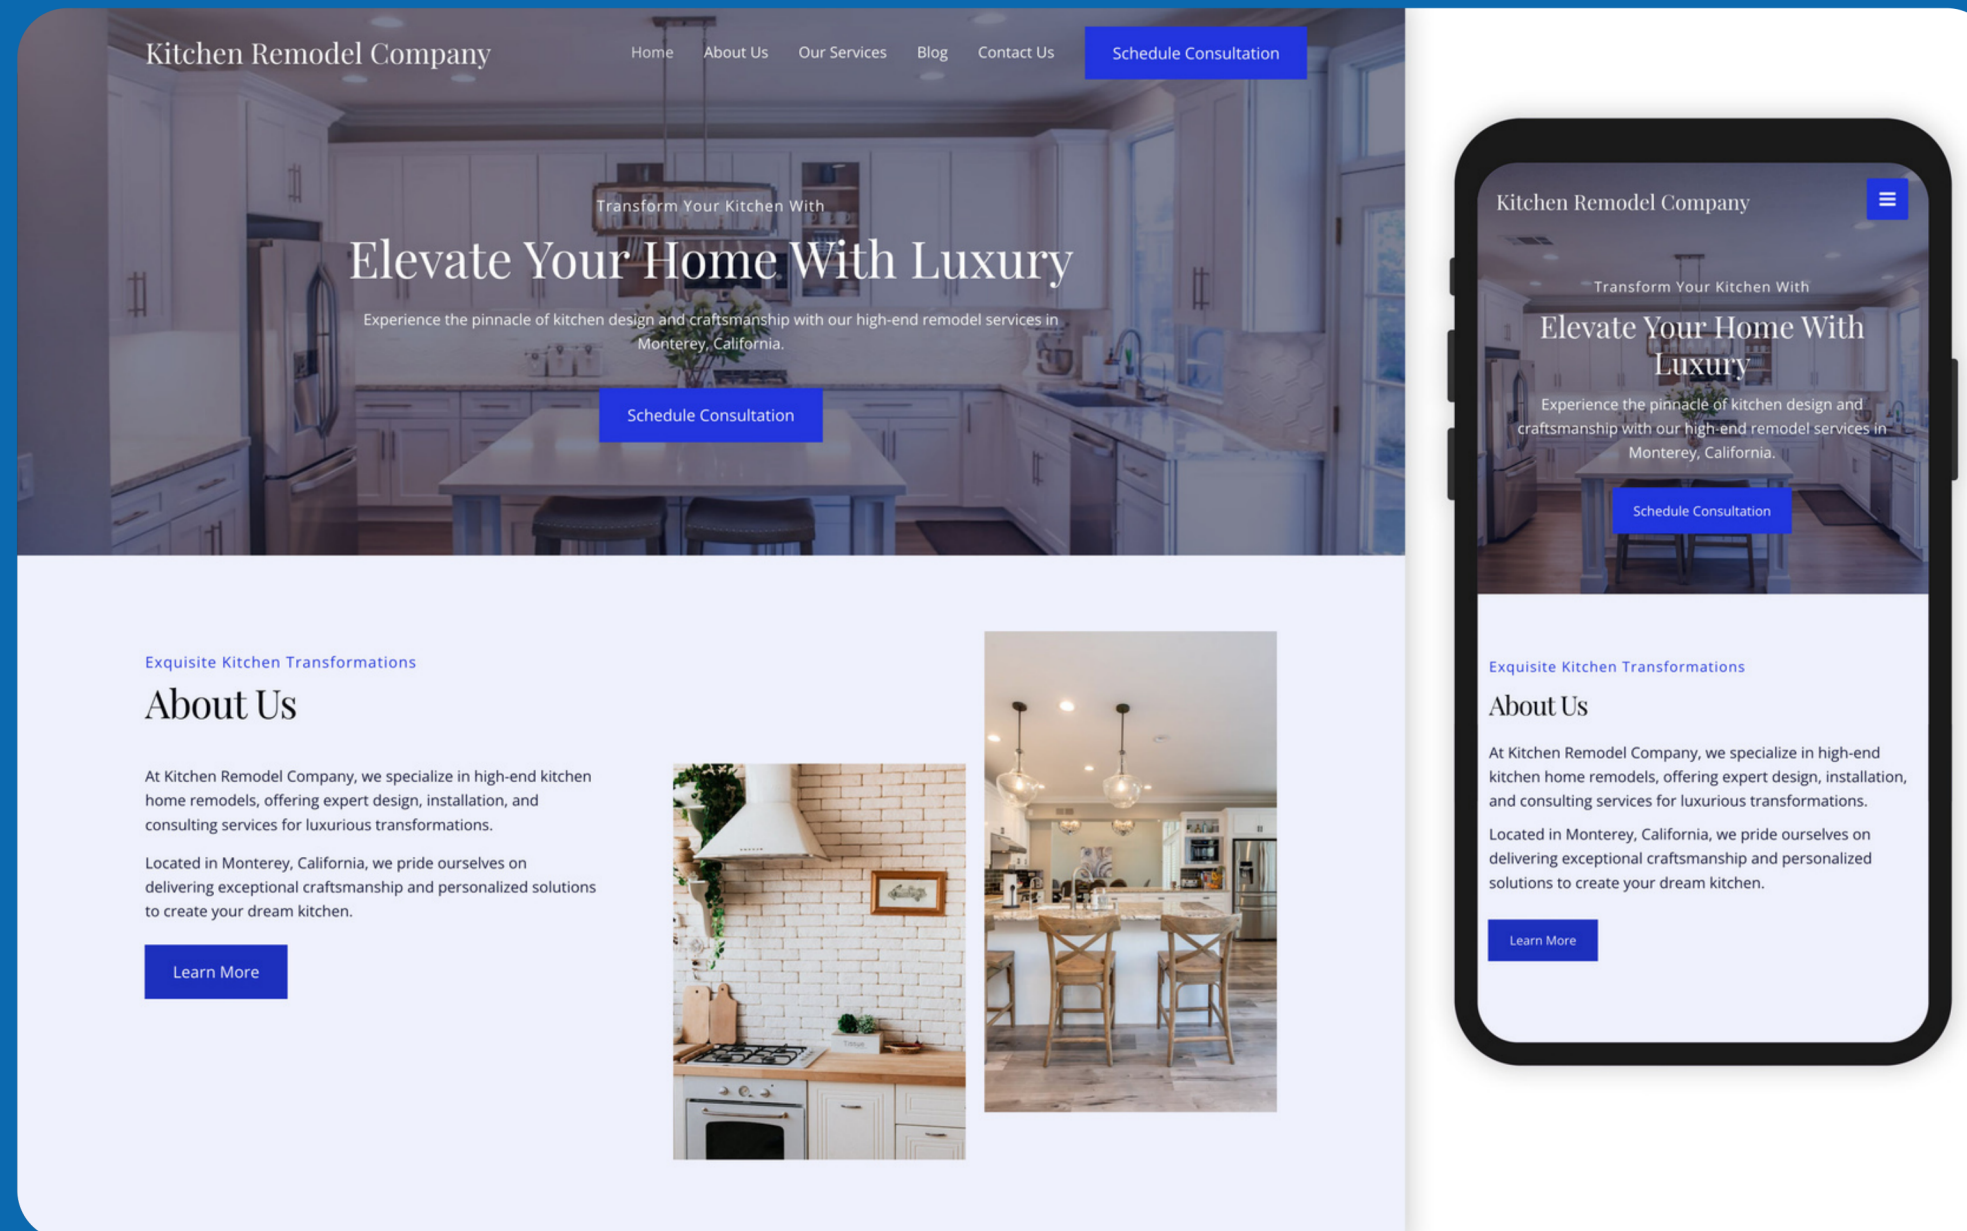 Kitchen Remodel Company
Home About Us Our Services Blog Contact Us Schedule Consultation
Transform Your Kitchen With
Elevate Your Home With Luxury
Experience the pinnacle of kitchen design and craftsmanship with our high-end remodel services in
Monterey, California.
Schedule Consultation
Exquisite Kitchen Transformations
About Us
At Kitchen Remodel Company, we specialize in high-end kitchen
home remodels, offering expert design, installation, and
consulting services for luxurious transformations.
Located in Monterey, California, we pride ourselves on
delivering exceptional craftsmanship and personalized solutions
to create your dream kitchen.
Learn More
Kitchen Remodel Company
Transform Your Kitchen With
Elevate Your Home With
Luxury
Experience the pinnacle of kitchen design and
craftsmanship with our high-end remodel services in
Monterey, California.
Schedule Consultation
Exquisite Kitchen Transformations
About Us
At Kitchen Remodel Company, we specialize in high-end
kitchen home remodels, offering expert design, installation,
and consulting services for luxurious transformations.
Located in Monterey, California, we pride ourselves on
delivering exceptional craftsmanship and personalized
solutions to create your dream kitchen.
Learn More